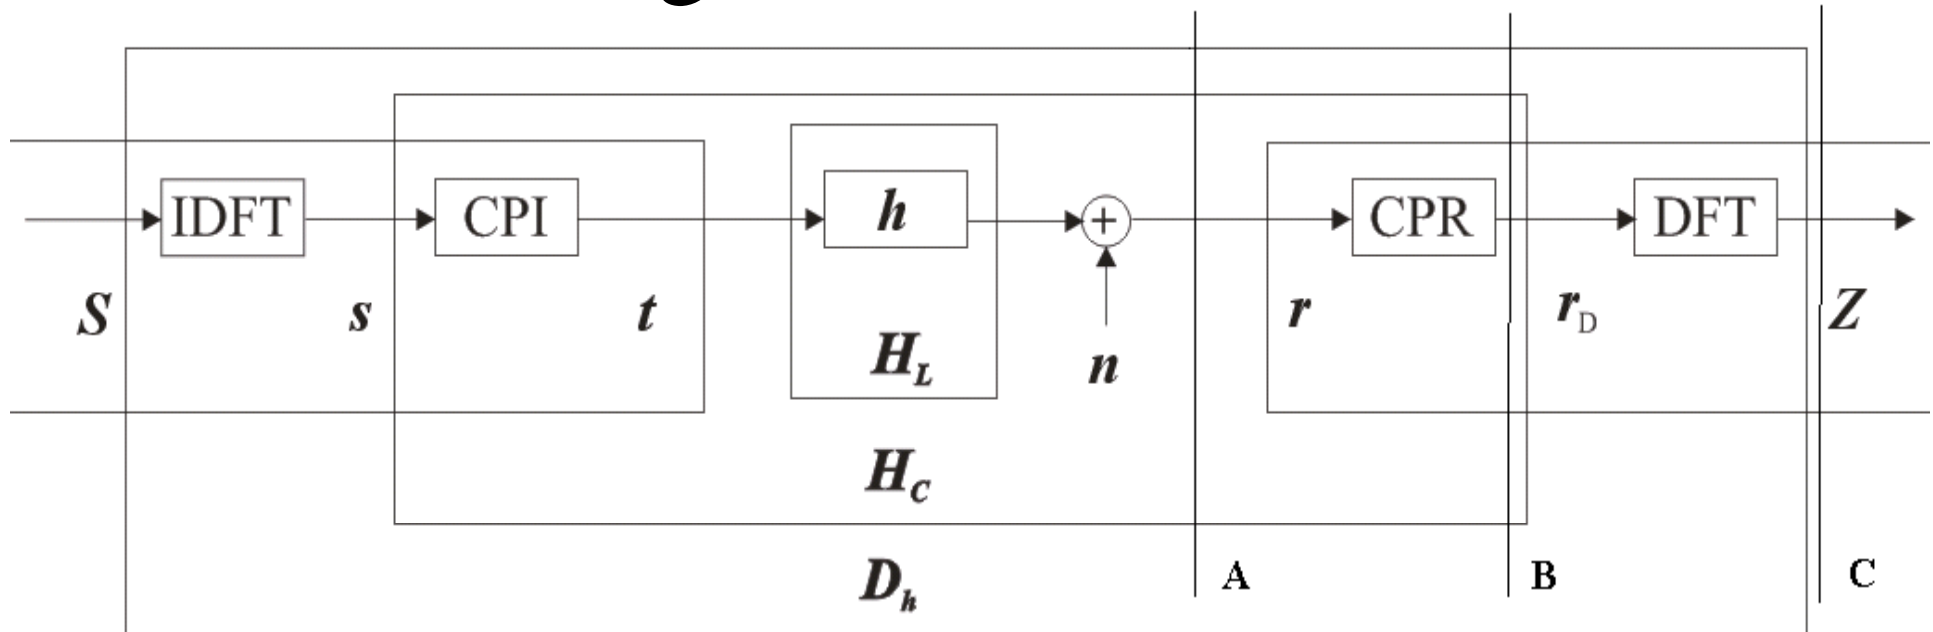 IDFT CPI h + CPR DFT
S s t n r r_D Z
H_L
H_C
D_h A B C